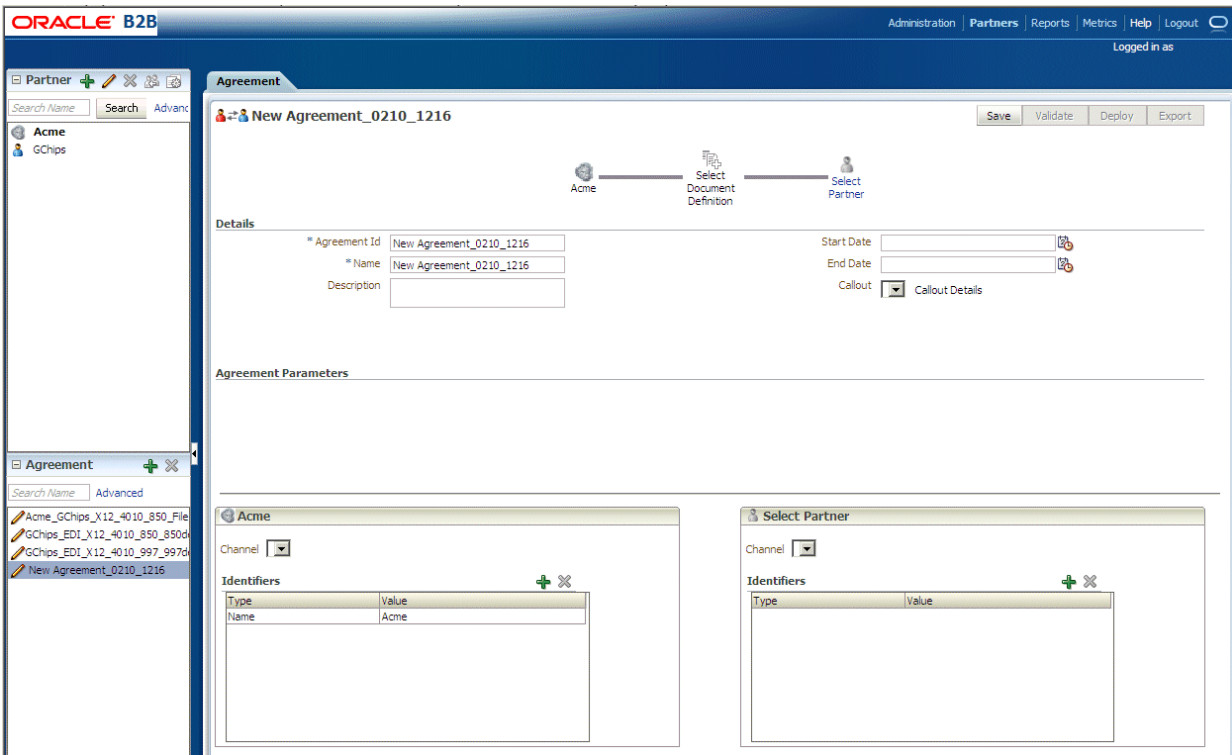 ORACLE B2B
Administration Partners Reports Metrics Help Logout
Logged in as
Partner
Search Name Search Advanc
Acme
GChips
Agreement
Search Name Advanced
Acme_GChips_X12_4010_850_File
GChips_EDI_X12_4010_850_850d
GChips_EDI_X12_4010_997_997d
New Agreement_0210_1216
Agreement
New Agreement_0210_1216
Save Validate Deploy Export
Acme
Select Document Definition
Select Partner
Details
* Agreement Id New Agreement_0210_1216
* Name New Agreement_0210_1216
Description
Start Date
End Date
Callout Callout Details
Agreement Parameters
Acme
Channel
Identifiers
Type Value
Name Acme
Select Partner
Channel
Identifiers
Type Value